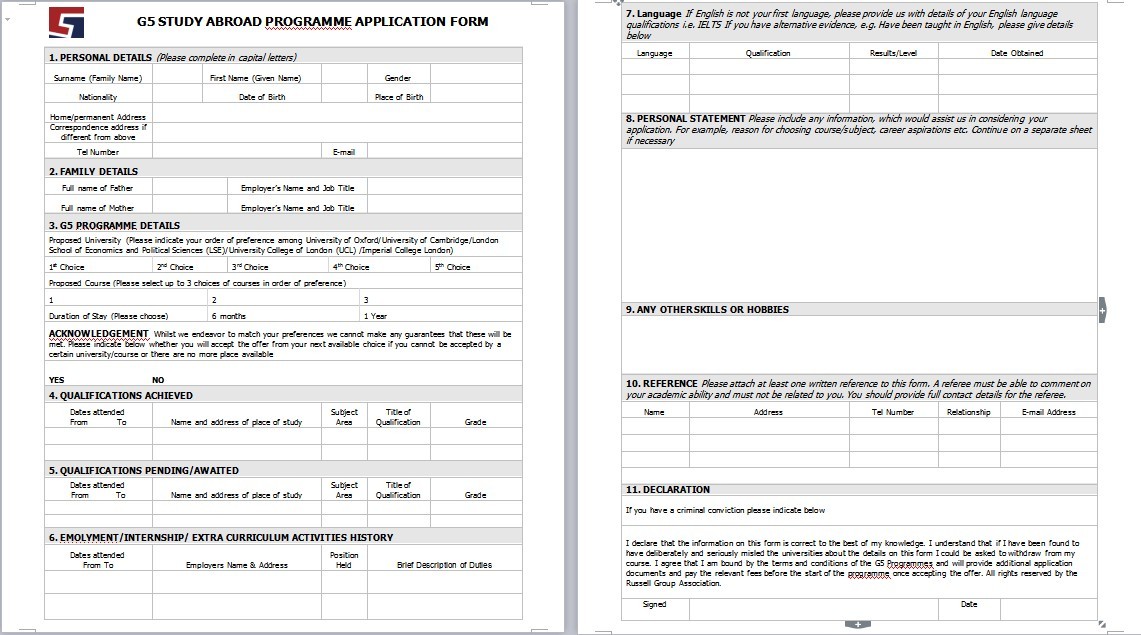 G5 STUDY ABROAD PROGRAMME APPLICATION FORM
1. PERSONAL DETAILS (Please complete in capital letters)
Surname (Family Name) First Name (Given Name) Gender
Nationality Date of Birth Place of Birth
Home/permanent Address
Correspondence address if
different from above
Tel Number E-mail
2. FAMILY DETAILS
Full name of Father Employer's Name and Job Title
Full name of Mother Employer's Name and Job Title
3. G5 PROGRAMME DETAILS
Proposed University (Please indicate your order of preference among University of Oxford/University of Cambridge/London
School of Economics and Political Sciences (LSE)/University College of London (UCL) /Imperial College London)
1st Choice 2nd Choice 3rd Choice 4th Choice 5th Choice
Proposed Course (Please select up to 3 choices of courses in order of preference)
1 2 3
Duration of Stay (Please choose) 6 months 1 Year
ACKNOWLEDGEMENT Whilst we endeavor to match your preferences we cannot make any guarantees that these will be
met. Please indicate below whether you will accept the offer from your next available choice if you cannot be accepted by a
certain university/course or there are no more place available
YES NO
4. QUALIFICATIONS ACHIEVED
Dates attended Subject Title of
From To Name and address of place of study Area Qualification Grade
5. QUALIFICATIONS PENDING/AWAITED
Dates attended Subject Title of
From To Name and address of place of study Area Qualification Grade
6. EMOLYMENT/INTERNSHIP/ EXTRA CURRICULUM ACTIVITIES HISTORY
Dates attended Position
From To Employers Name & Address Held Brief Description of Duties
7. Language If English is not your first language, please provide us with details of your English language
qualifications i.e. IELTS If you have alternative evidence, e.g. Have been taught in English, please give details
below
Language Qualification Results/Level Date Obtained
8. PERSONAL STATEMENT Please include any information, which would assist us in considering your
application. For example, reason for choosing course/subject, career aspirations etc. Continue on a separate sheet
if necessary
9. ANY OTHER SKILLS OR HOBBIES
10. REFERENCE Please attach at least one written reference to this form. A referee must be able to comment on
your academic ability and must not be related to you. You should provide full contact details for the referee.
Name Address Tel Number Relationship E-mail Address
11. DECLARATION
If you have a criminal conviction please indicate below
I declare that the information on this form is correct to the best of my knowledge. I understand that if I have been found to
have deliberately and seriously misled the universities about the details on this form I could be asked to withdraw from my
course. I agree that I am bound by the terms and conditions of the G5 Programmes and will provide additional application
documents and pay the relevant fees before the start of the programme once accepting the offer. All rights reserved by the
Russell Group Association.
Signed Date